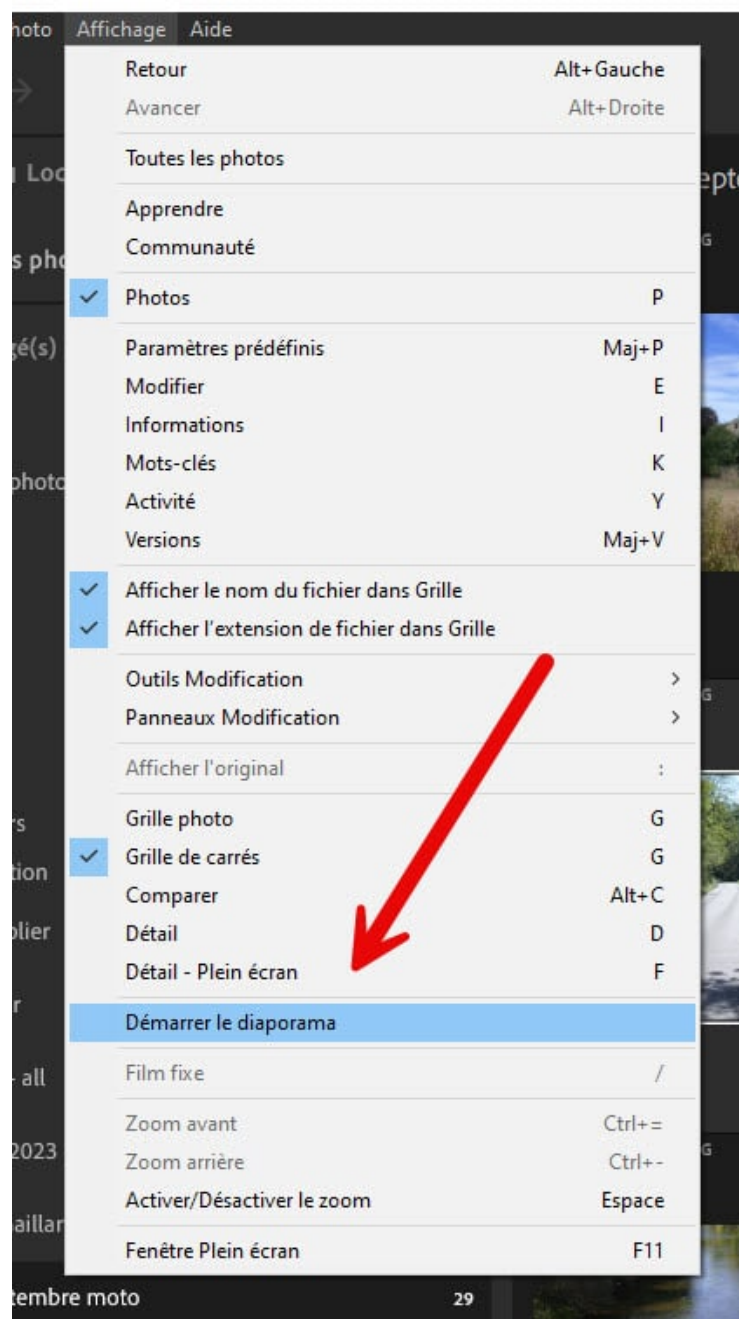 Affichage Aide
Retour Alt+Gauche
Avancer Alt+Droite
Toutes les photos
Apprendre
Communauté
Photos P
Paramètres prédéfinis Maj+P
Modifier E
Informations I
Mots-clés K
Activité Y
Versions Maj+V
Afficher le nom du fichier dans Grille
Afficher l'extension de fichier dans Grille
Outils Modification >
Panneaux Modification >
Afficher l'original :
Grille photo G
Grille de carrés G
Comparer Alt+C
Détail D
Détail - Plein écran F
Démarrer le diaporama
Film fixe /
Zoom avant Ctrl+=
Zoom arrière Ctrl+-
Activer/Désactiver le zoom Espace
Fenêtre Plein écran F11
all
2023
moto 29